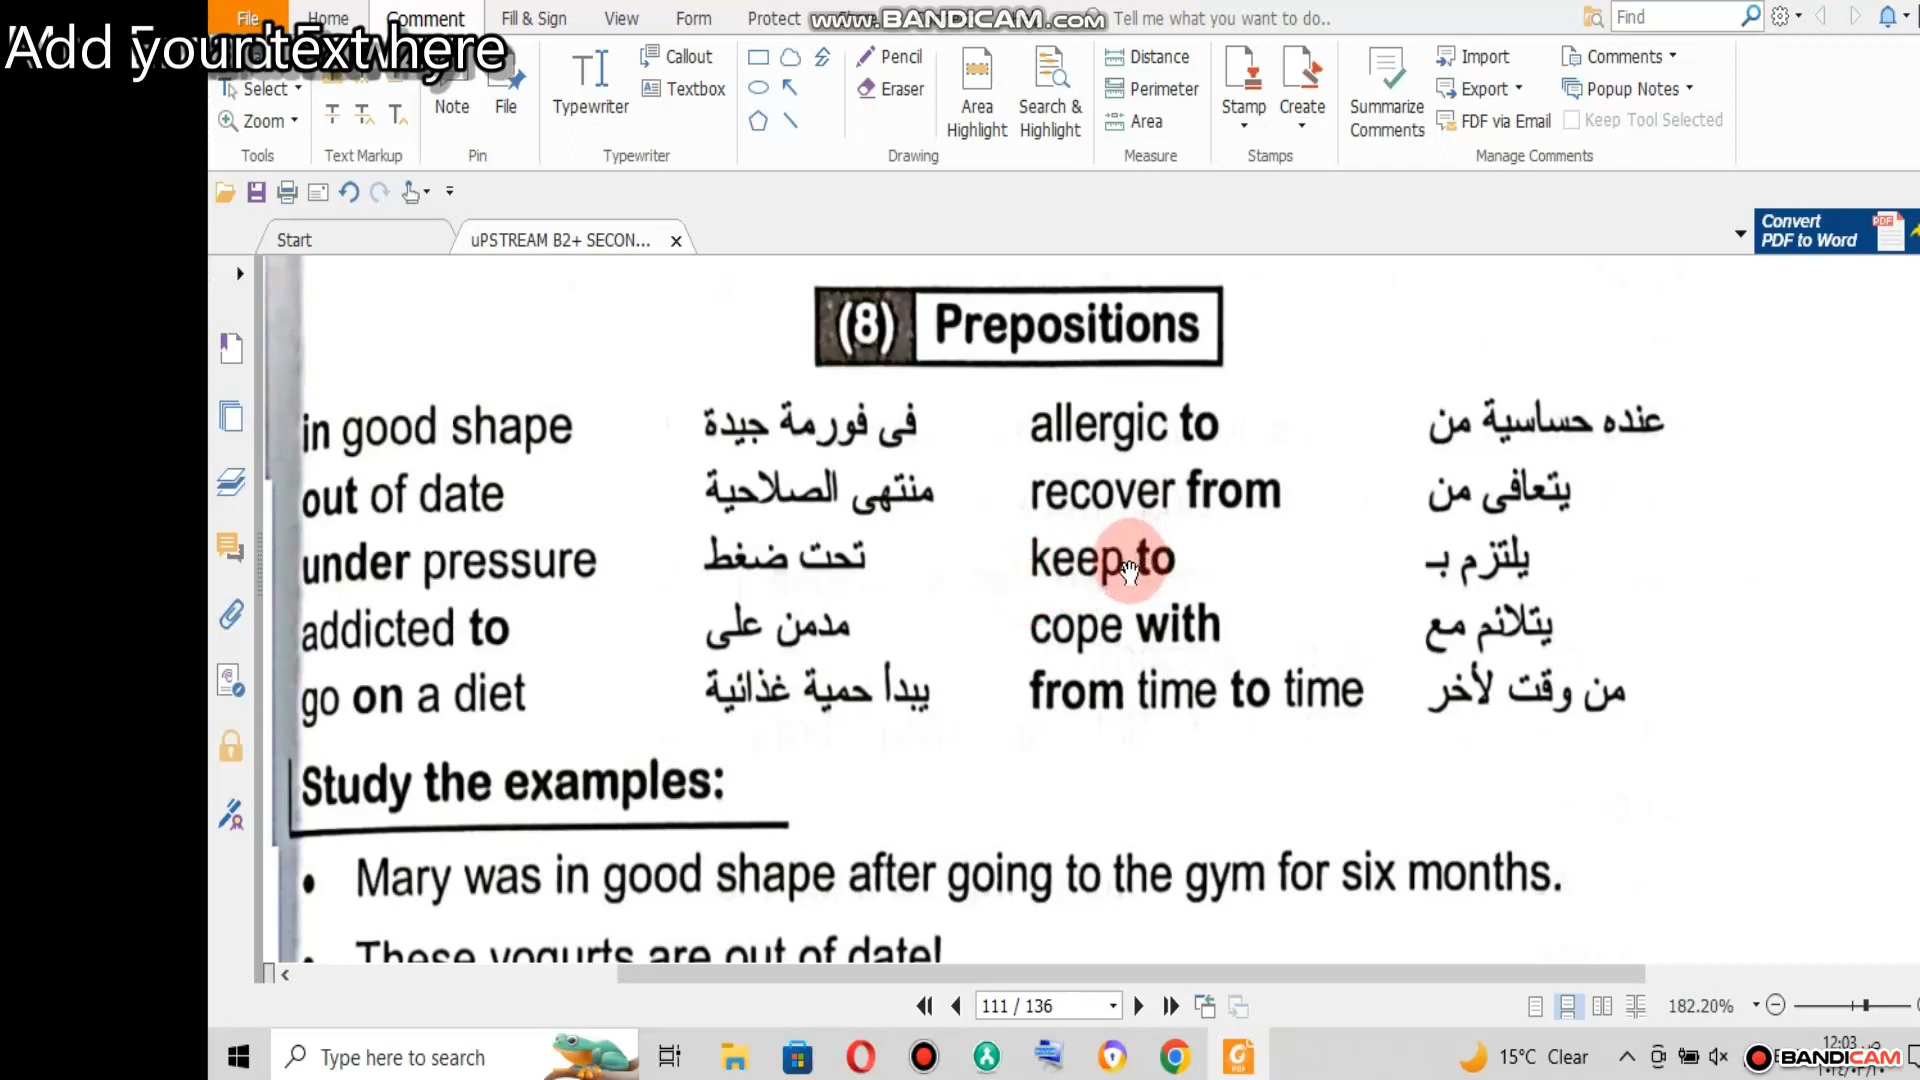 File Home Comment Fill & Sign View Form Protect www.BANDICAM.com Tell me what you want to do.. Find
Add your text here
Select Zoom Note File Typewriter Callout Textbox Pencil Eraser Area Highlight Search & Highlight Distance Perimeter Area Stamp Create Summarize Comments Import Export FDF via Email Comments Popup Notes Keep Tool Selected
Tools Text Markup Pin Typewriter Drawing Measure Stamps Manage Comments
Start uPSTREAM B2+ SECON...
Convert
PDF to Word
(8) Prepositions
in good shape فى فورمة جيدة allergic to عنده حساسية من
out of date منتهى الصلاحية recover from يتعافى من
under pressure تحت ضغط keep to يلتزم بـ
addicted to مدمن على cope with يتلائم مع
go on a diet يبدأ حمية غذائية from time to time من وقت لأخر
Study the examples:
• Mary was in good shape after going to the gym for six months.
• These yogurts are out of date!
111 / 136 182.20%
Type here to search 15°C Clear 12:03 BANDICAM